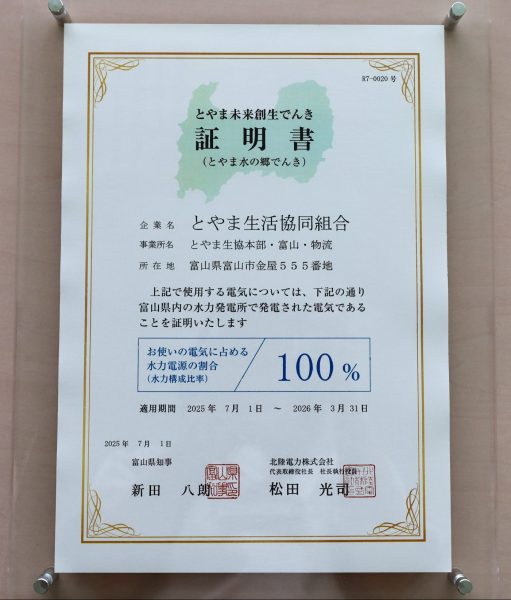 R7-0020 号
とやま未来創生でんき
証明書
(とやま水の郷でんき)
企業名 とやま生活協同組合
事業所名 とやま生協本部・富山・物流
所在地 富山県富山市金屋５５５番地
上記で使用する電気については、下記の通り
富山県内の水力発電所で発電された電気である
ことを証明いたします
お使いの電気に占める
水力電源の割合
(水力構成比率)
100 %
適用期間 2025年 7月 1日 ～ 2026年 3月31日
2025年 7月 1日
富山県知事
新田 八朗
北陸電力株式会社
代表取締役社長 社長執行役員
松田 光司